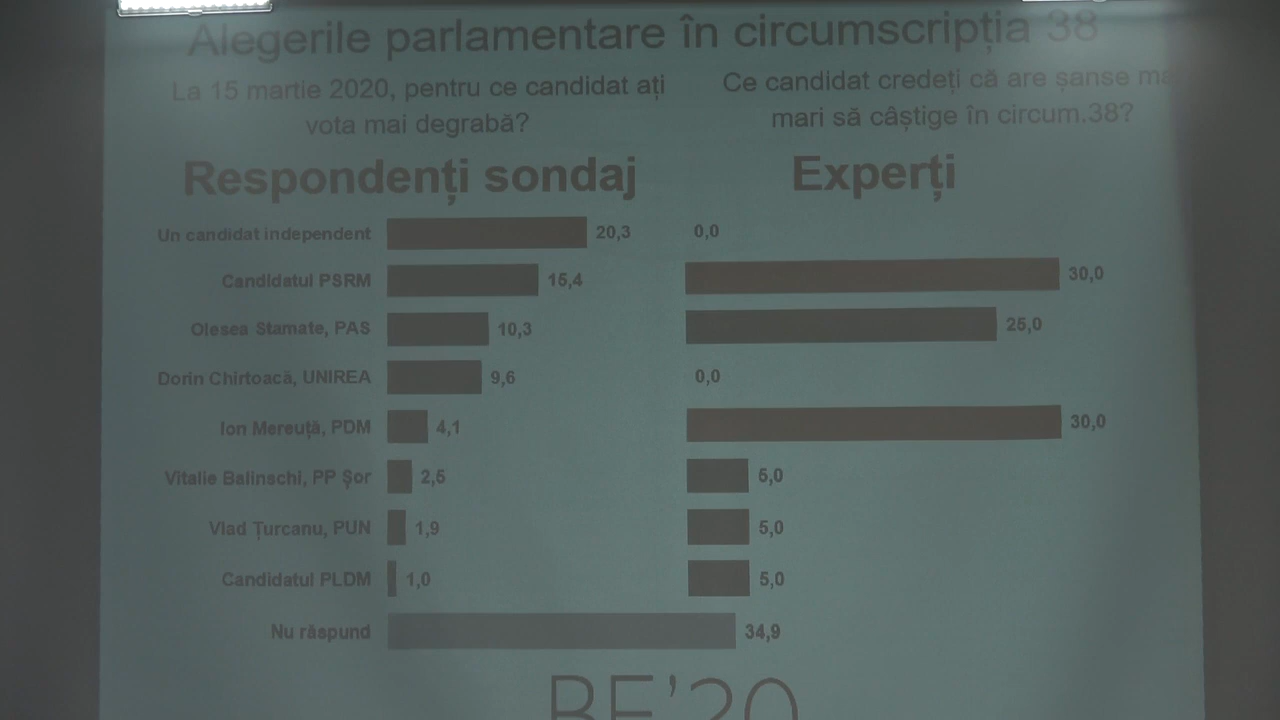 Alegerile parlamentare în circumscripția 38
La 15 martie 2020, pentru ce candidat ați
vota mai degrabă?
Ce candidat credeți că are șanse ma
mari să câștige în circum.38?
Respondenți sondaj
Experți
Un candidat independent 20,3 0,0
Candidatul PSRM 15,4 30,0
Olesea Stamate, PAS 10,3 25,0
Dorin Chirtoacă, UNIREA 9,6 0,0
Ion Mereuță, PDM 4,1 30,0
Vitalie Balinschi, PP Șor 2,5 5,0
Vlad Țurcanu, PUN 1,9 5,0
Candidatul PLDM 1,0 5,0
Nu răspund 34,9
BE'20